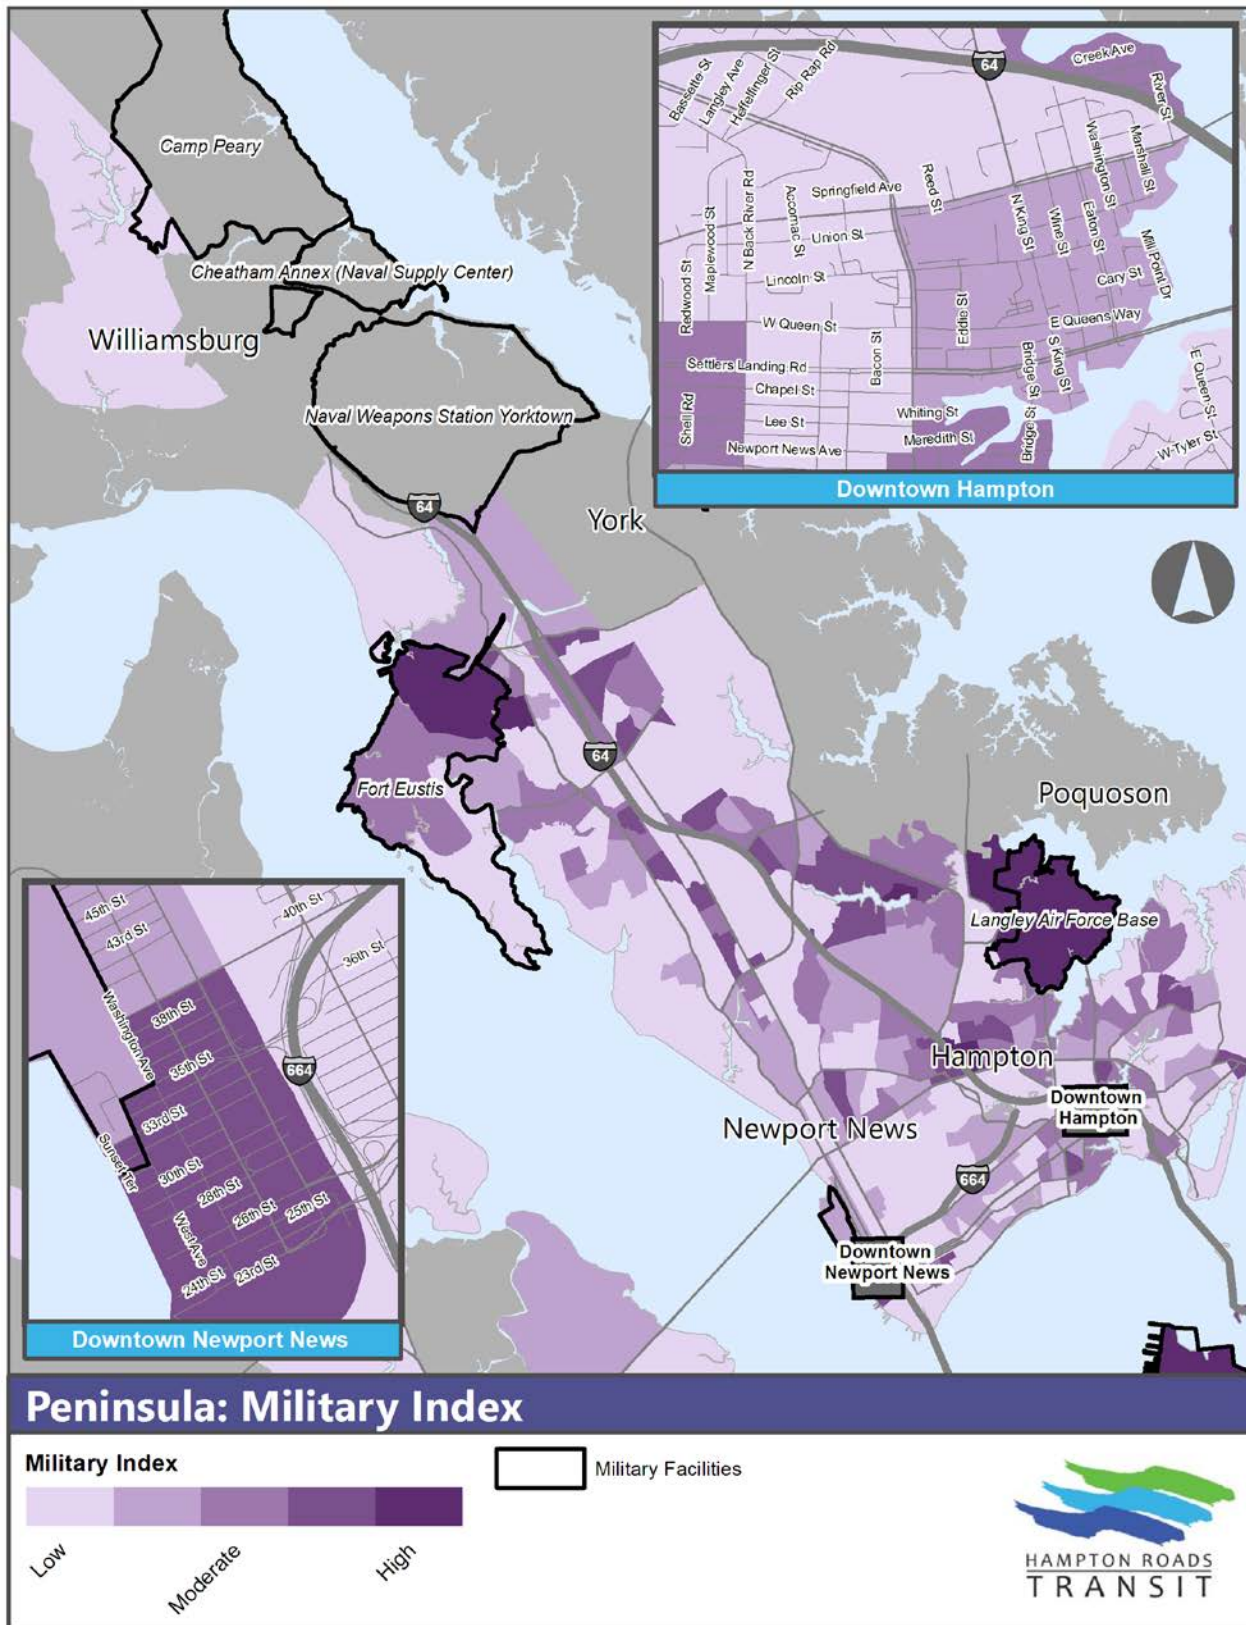 Camp Peary
Cheatham Annex (Naval Supply Center)
Williamsburg
Naval Weapons Station Yorktown
64
York
64
Fort Eustis
Poquoson
Langley Air Force Base
Hampton
Downtown
Hampton
Newport News
664
Downtown
Newport News
64
Creek Ave
River St
Bassette St
Langley Ave
Heffelfinger St
Rip Rap Rd
Washington St
Marshall St
Reed St
Springfield Ave
N Back River Rd
Accomac St
Maplewood St
N King St
Wine St
Eaton St
Union St
Mill Point Dr
Redwood St
Lincoln St
Cary St
W Queen St
Eddie St
E Queens Way
Bacon St
Settlers Landing Rd
Bridge St
S King St
E Queen St
Chapel St
Shell Rd
Lee St
Whiting St
Meredith St
Bridge St
Newport News Ave
W Tyler St
Downtown Hampton
45th St
43rd St
40th St
36th St
Washington Ave
38th St
35th St
664
33rd St
Sunset Ter
30th St
28th St
26th St
25th St
West Ave
24th St
23rd St
Downtown Newport News
Peninsula: Military Index
Military Index
Low
Moderate
High
Military Facilities
HAMPTON ROADS
TRANSIT